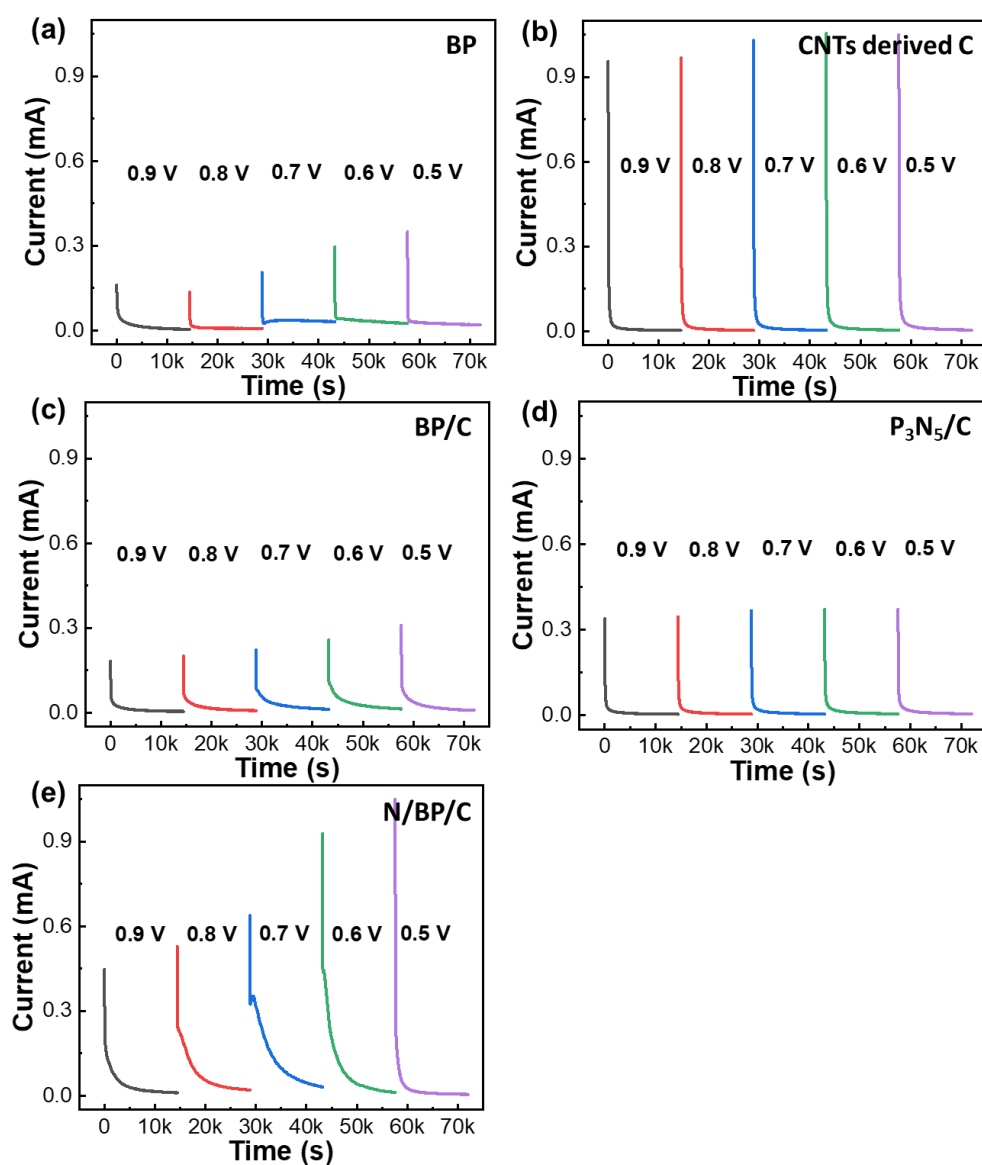 (a)
BP
Current (mA)
0.9
0.6
0.3
0.0
0.9 V 0.8 V 0.7 V 0.6 V 0.5 V
0 10k 20k 30k 40k 50k 60k 70k
Time (s)
(b)
CNTs derived C
Current (mA)
0.9
0.6
0.3
0.0
0.9 V 0.8 V 0.7 V 0.6 V 0.5 V
0 10k 20k 30k 40k 50k 60k 70k
Time (s)
(c)
BP/C
Current (mA)
0.9
0.6
0.3
0.0
0.9 V 0.8 V 0.7 V 0.6 V 0.5 V
0 10k 20k 30k 40k 50k 60k 70k
Time (s)
(d)
P₃N₅/C
Current (mA)
0.9
0.6
0.3
0.0
0.9 V 0.8 V 0.7 V 0.6 V 0.5 V
0 10k 20k 30k 40k 50k 60k 70k
Time (s)
(e)
N/BP/C
Current (mA)
0.9
0.6
0.3
0.0
0.9 V 0.8 V 0.7 V 0.6 V 0.5 V
0 10k 20k 30k 40k 50k 60k 70k
Time (s)